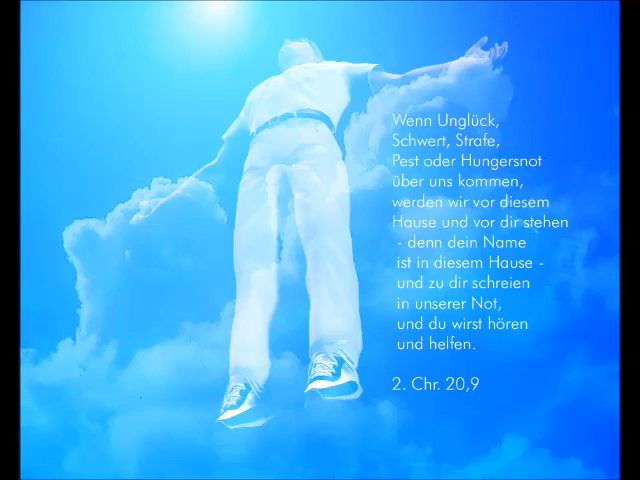 Wenn Unglück,
Schwert, Strafe,
Pest oder Hungersnot
über uns kommen,
werden wir vor diesem
Hause und vor dir stehen
- denn dein Name
ist in diesem Hause -
und zu dir schreien
in unserer Not,
und du wirst hören
und helfen.
2. Chr. 20,9